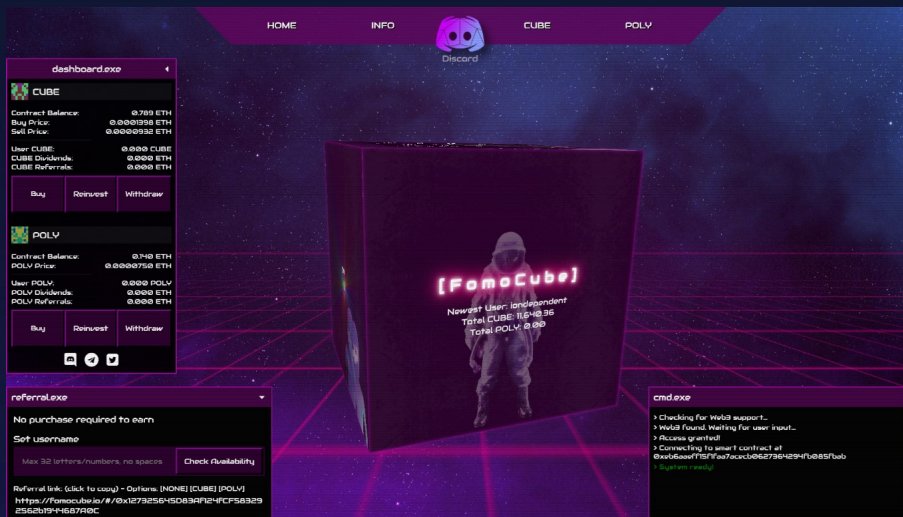 HOME INFO CUBE POLY
Discord
dashboard.exe
CUBE
Contract Balance: 0.789 ETH
Buy Price: 0.0001398 ETH
Sell Price: 0.0000932 ETH
User CUBE: 0.000 CUBE
CUBE Dividends: 0.000 ETH
CUBE Referrals: 0.000 ETH
Buy Reinvest Withdraw
POLY
Contract Balance: 0.140 ETH
POLY Price: 0.0000750 ETH
User POLY: 0.000 POLY
POLY Dividends: 0.000 ETH
POLY Referrals: 0.000 ETH
Buy Reinvest Withdraw
[FomoCube]
Newest User: iondependent
Total CUBE: 11,640.36
Total POLY: 0.00
referral.exe
No purchase required to earn
Set username
Max 32 letters/numbers, no spaces Check Availability
Referral link: (click to copy) - Options: [NONE] [CUBE] [POLY]
cmd.exe
> Checking for Web3 support...
> Web3 found. Waiting for user input...
> Access granted!
> Connecting to smart contract at
> System ready!